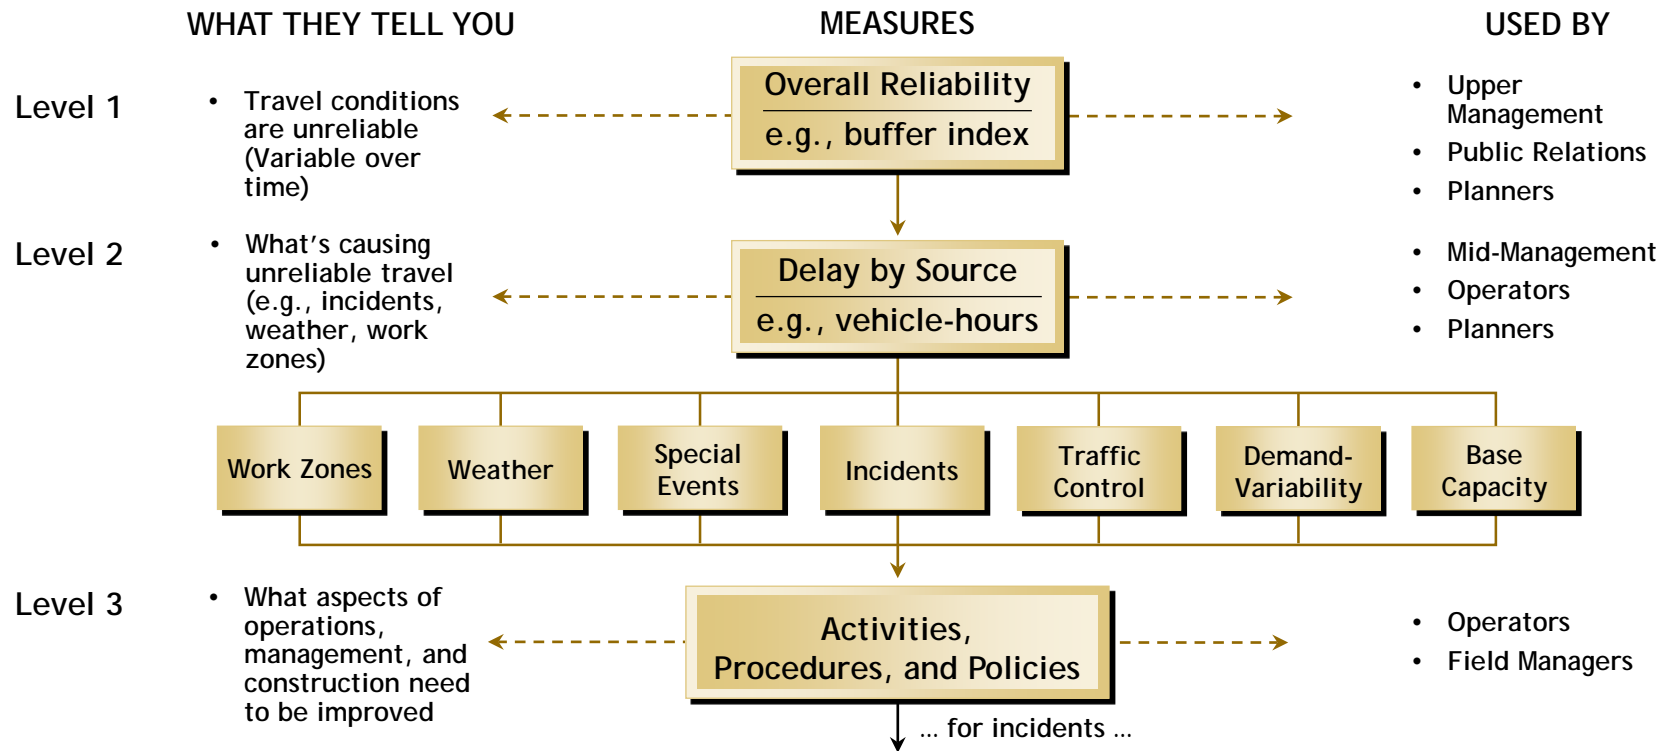 WHAT THEY TELL YOU
MEASURES
USED BY
Level 1
• Travel conditions
are unreliable
(Variable over
time)
Overall Reliability
e.g., buffer index
• Upper
Management
• Public Relations
• Planners
Level 2
• What's causing
unreliable travel
(e.g., incidents,
weather, work
zones)
Delay by Source
e.g., vehicle-hours
• Mid-Management
• Operators
• Planners
Work Zones
Weather
Special
Events
Incidents
Traffic
Control
Demand-
Variability
Base
Capacity
Level 3
• What aspects of
operations,
management, and
construction need
to be improved
Activities,
Procedures, and Policies
• Operators
• Field Managers
... for incidents ...